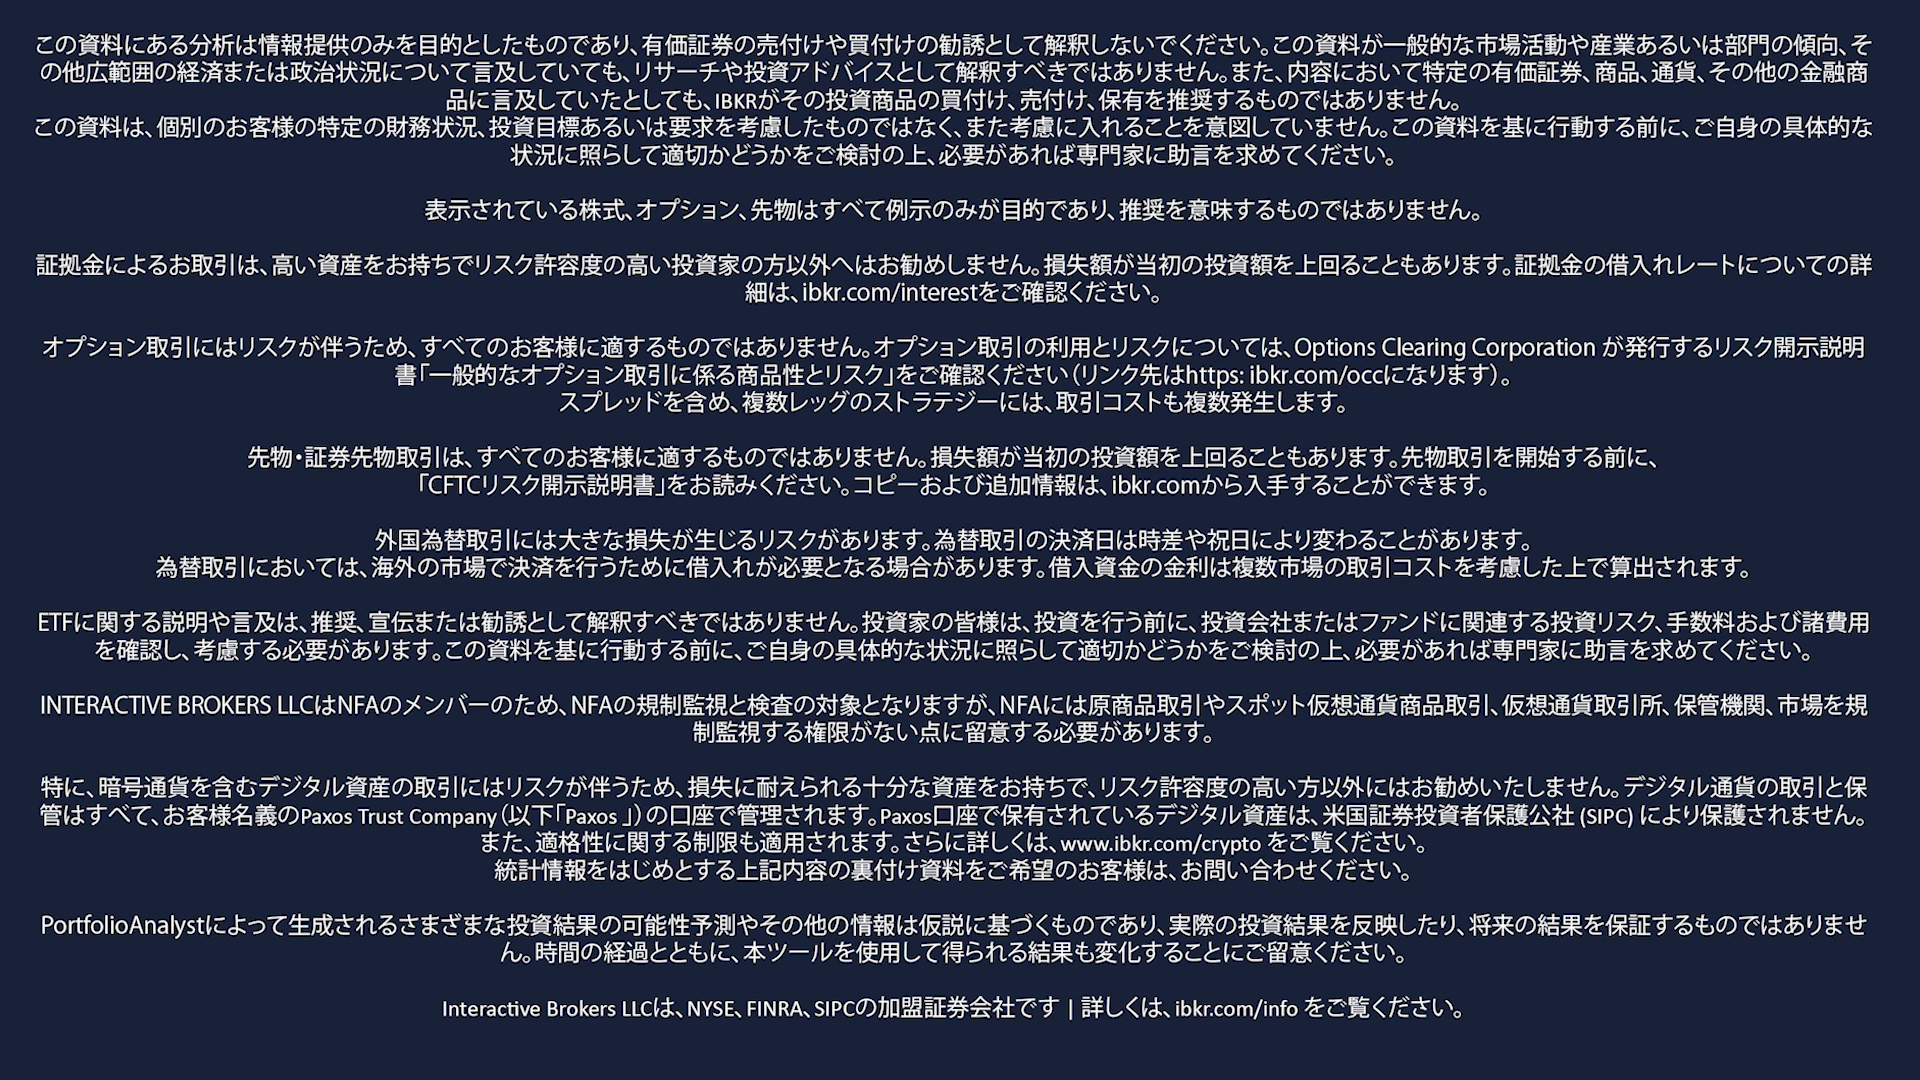 この資料にある分析は情報提供のみを目的としたものであり、有価証券の売付けや買付けの勧誘として解釈しないでください。この資料が一般的な市場活動や産業あるいは部門の傾向、そ
の他広範囲の経済または政治状況について言及していても、リサーチや投資アドバイスとして解釈すべきではありません。また、内容において特定の有価証券、商品、通貨、その他の金融商
品に言及していたとしても、IBKRがその投資商品の買付け、売付け、保有を推奨するものではありません。
この資料は、個別のお客様の特定の財務状況、投資目標あるいは要求を考慮したものではなく、また考慮に入れることを意図していません。この資料を基に行動する前に、ご自身の具体的な
状況に照らして適切かどうかをご検討の上、必要があれば専門家に助言を求めてください。
表示されている株式、オプション、先物はすべて例示のみが目的であり、推奨を意味するものではありません。
証拠金によるお取引は、高い資産をお持ちでリスク許容度の高い投資家の方以外へはお勧めしません。損失額が当初の投資額を上回ることもあります。証拠金の借入れレートについての詳
細は、ibkr.com/interestをご確認ください。
オプション取引にはリスクが伴うため、すべてのお客様に適するものではありません。オプション取引の利用とリスクについては、Options Clearing Corporation が発行するリスク開示説明
書「一般的なオプション取引に係る商品性とリスク」をご確認ください（リンク先はhttps: ibkr.com/occになります）。
スプレッドを含め、複数レッグのストラテジーには、取引コストも複数発生します。
先物・証券先物取引は、すべてのお客様に適するものではありません。損失額が当初の投資額を上回ることもあります。先物取引を開始する前に、
「CFTCリスク開示説明書」をお読みください。コピーおよび追加情報は、ibkr.comから入手することができます。
外国為替取引には大きな損失が生じるリスクがあります。為替取引の決済日は時差や祝日により変わることがあります。
為替取引においては、海外の市場で決済を行うために借入れが必要となる場合があります。借入資金の金利は複数市場の取引コストを考慮した上で算出されます。
ETFに関する説明や言及は、推奨、宣伝または勧誘として解釈すべきではありません。投資家の皆様は、投資を行う前に、投資会社またはファンドに関連する投資リスク、手数料および諸費用
を確認し、考慮する必要があります。この資料を基に行動する前に、ご自身の具体的な状況に照らして適切かどうかをご検討の上、必要があれば専門家に助言を求めてください。
INTERACTIVE BROKERS LLCはNFAのメンバーのため、NFAの規制監視と検査の対象となりますが、NFAには原商品取引やスポット仮想通貨商品取引、仮想通貨取引所、保管機関、市場を規
制監視する権限がない点に留意する必要があります。
特に、暗号通貨を含むデジタル資産の取引にはリスクが伴うため、損失に耐えられる十分な資産をお持ちで、リスク許容度の高い方以外にはお勧めいたしません。デジタル通貨の取引と保
管はすべて、お客様名義のPaxos Trust Company（以下「Paxos 」）の口座で管理されます。Paxos口座で保有されているデジタル資産は、米国証券投資者保護公社 (SIPC) により保護されません。
また、適格性に関する制限も適用されます。さらに詳しくは、www.ibkr.com/crypto をご覧ください。
統計情報をはじめとする上記内容の裏付け資料をご希望のお客様は、お問い合わせください。
PortfolioAnalystによって生成されるさまざまな投資結果の可能性予測やその他の情報は仮説に基づくものであり、実際の投資結果を反映したり、将来の結果を保証するものではありませ
ん。時間の経過とともに、本ツールを使用して得られる結果も変化することにご留意ください。
Interactive Brokers LLCは、NYSE、FINRA、SIPCの加盟証券会社です | 詳しくは、ibkr.com/info をご覧ください。